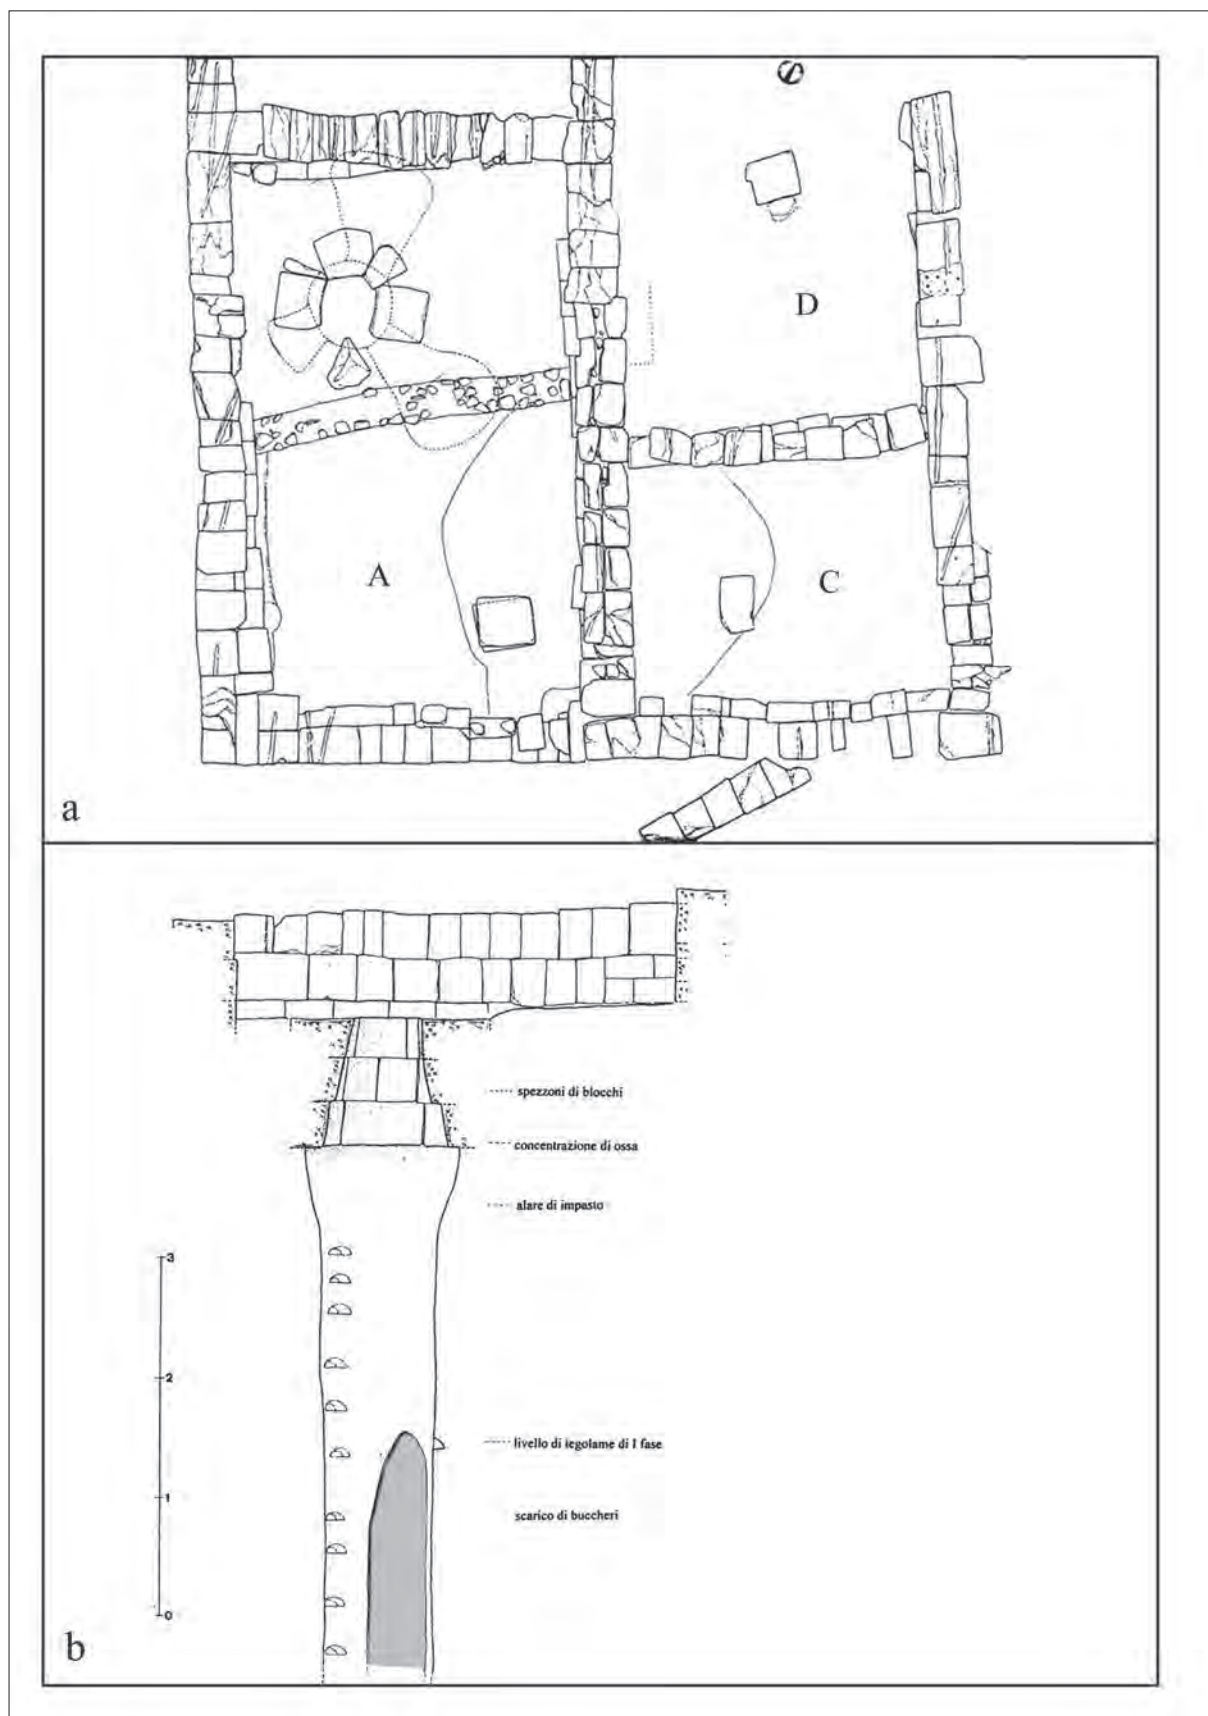 D
A
C
a
spezzoni di blocchi
concentrazione di ossa
alare di impasto
3
2
livello di tegolame di I fase
1
scarico di buccheri
0
b